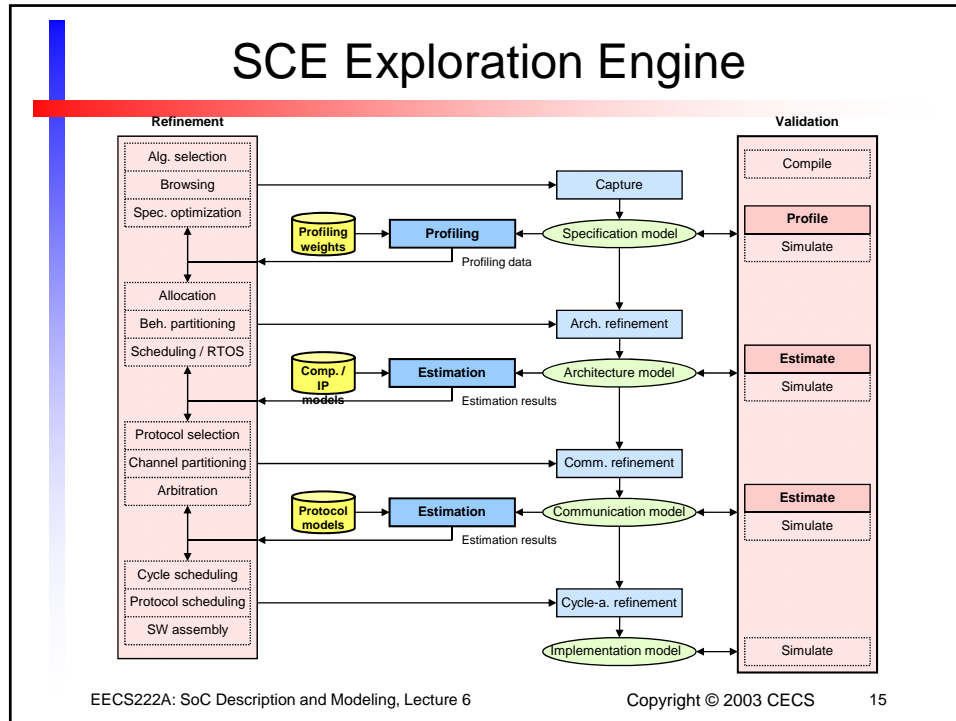 SCE Exploration Engine
Refinement
Validation
Alg. selection
Browsing
Spec. optimization
Capture
Compile
Profiling
weights
Profiling
Specification model
Profile
Simulate
Profiling data
Allocation
Beh. partitioning
Scheduling / RTOS
Arch. refinement
Comp. /
IP
models
Estimation
Architecture model
Estimate
Simulate
Estimation results
Protocol selection
Channel partitioning
Arbitration
Comm. refinement
Protocol
models
Estimation
Communication model
Estimate
Simulate
Estimation results
Cycle scheduling
Protocol scheduling
SW assembly
Cycle-a. refinement
Implementation model
Simulate
EECS222A: SoC Description and Modeling, Lecture 6
Copyright © 2003 CECS
15